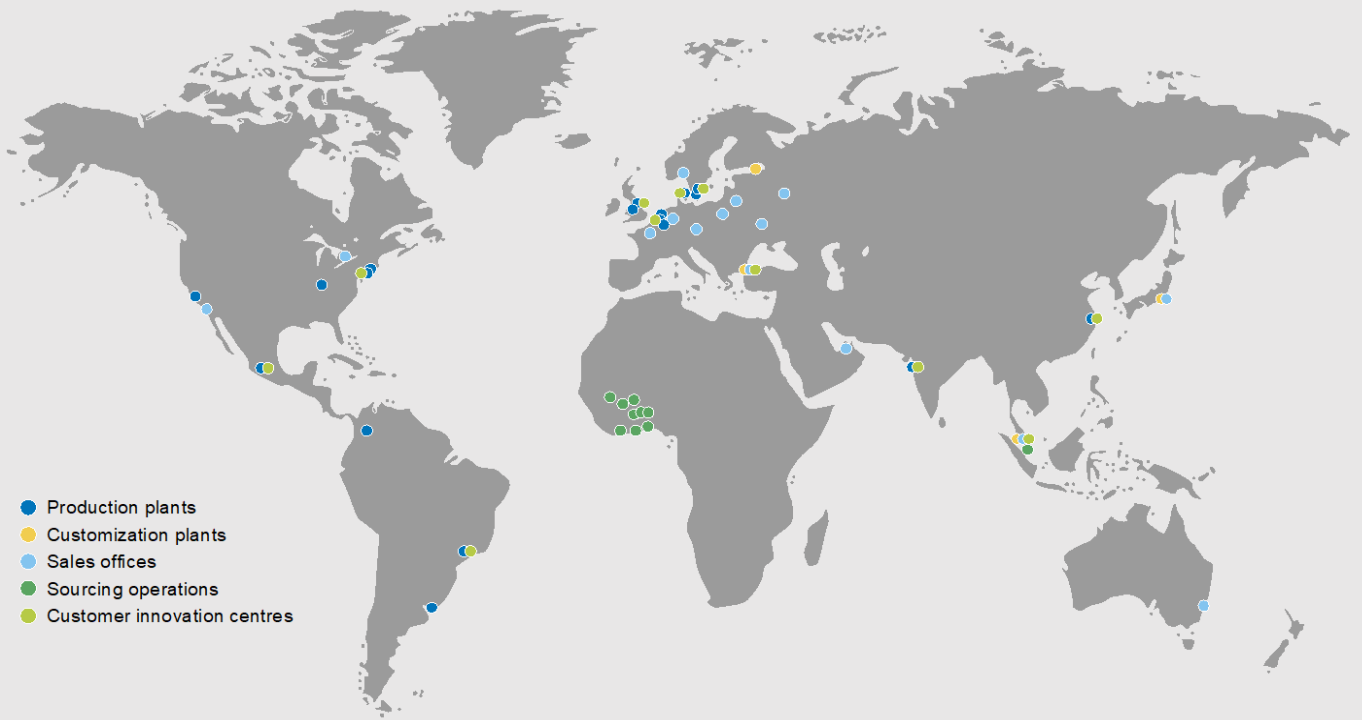 Production plants
Customization plants
Sales offices
Sourcing operations
Customer innovation centres